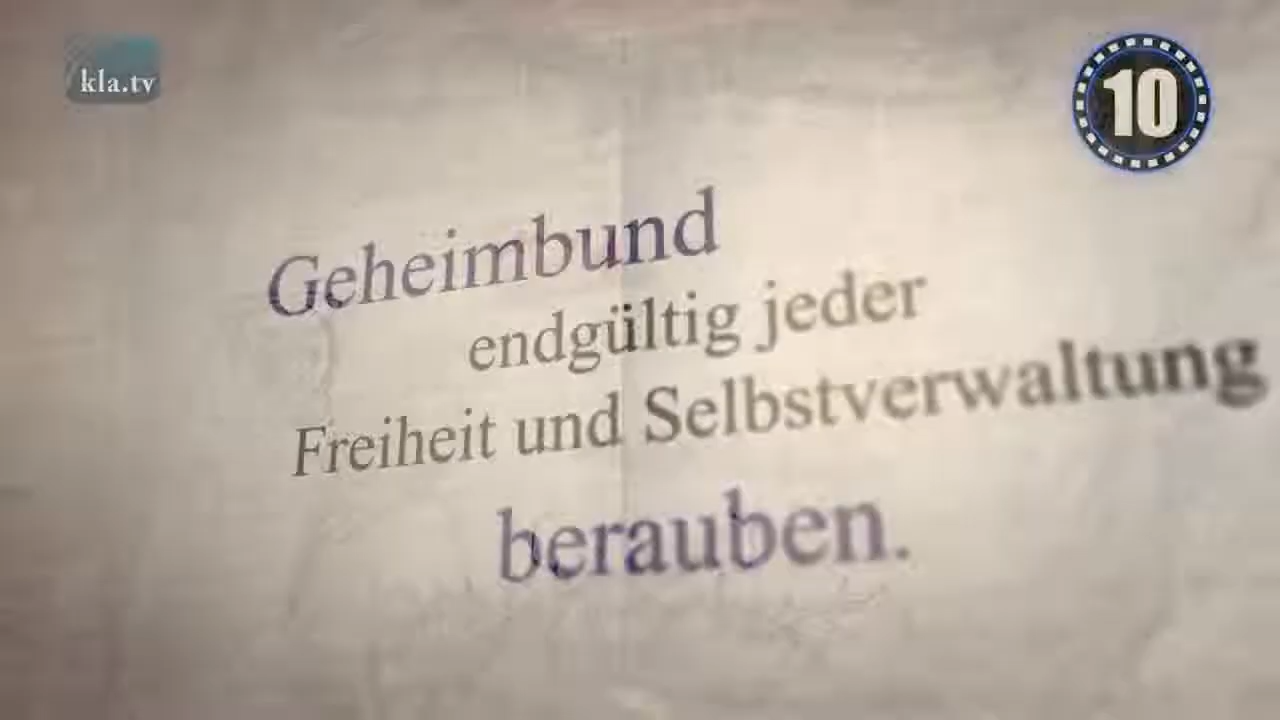 kla.tv
10
Geheimbund
endgültig jeder
Freiheit und Selbstverwaltung
berauben.